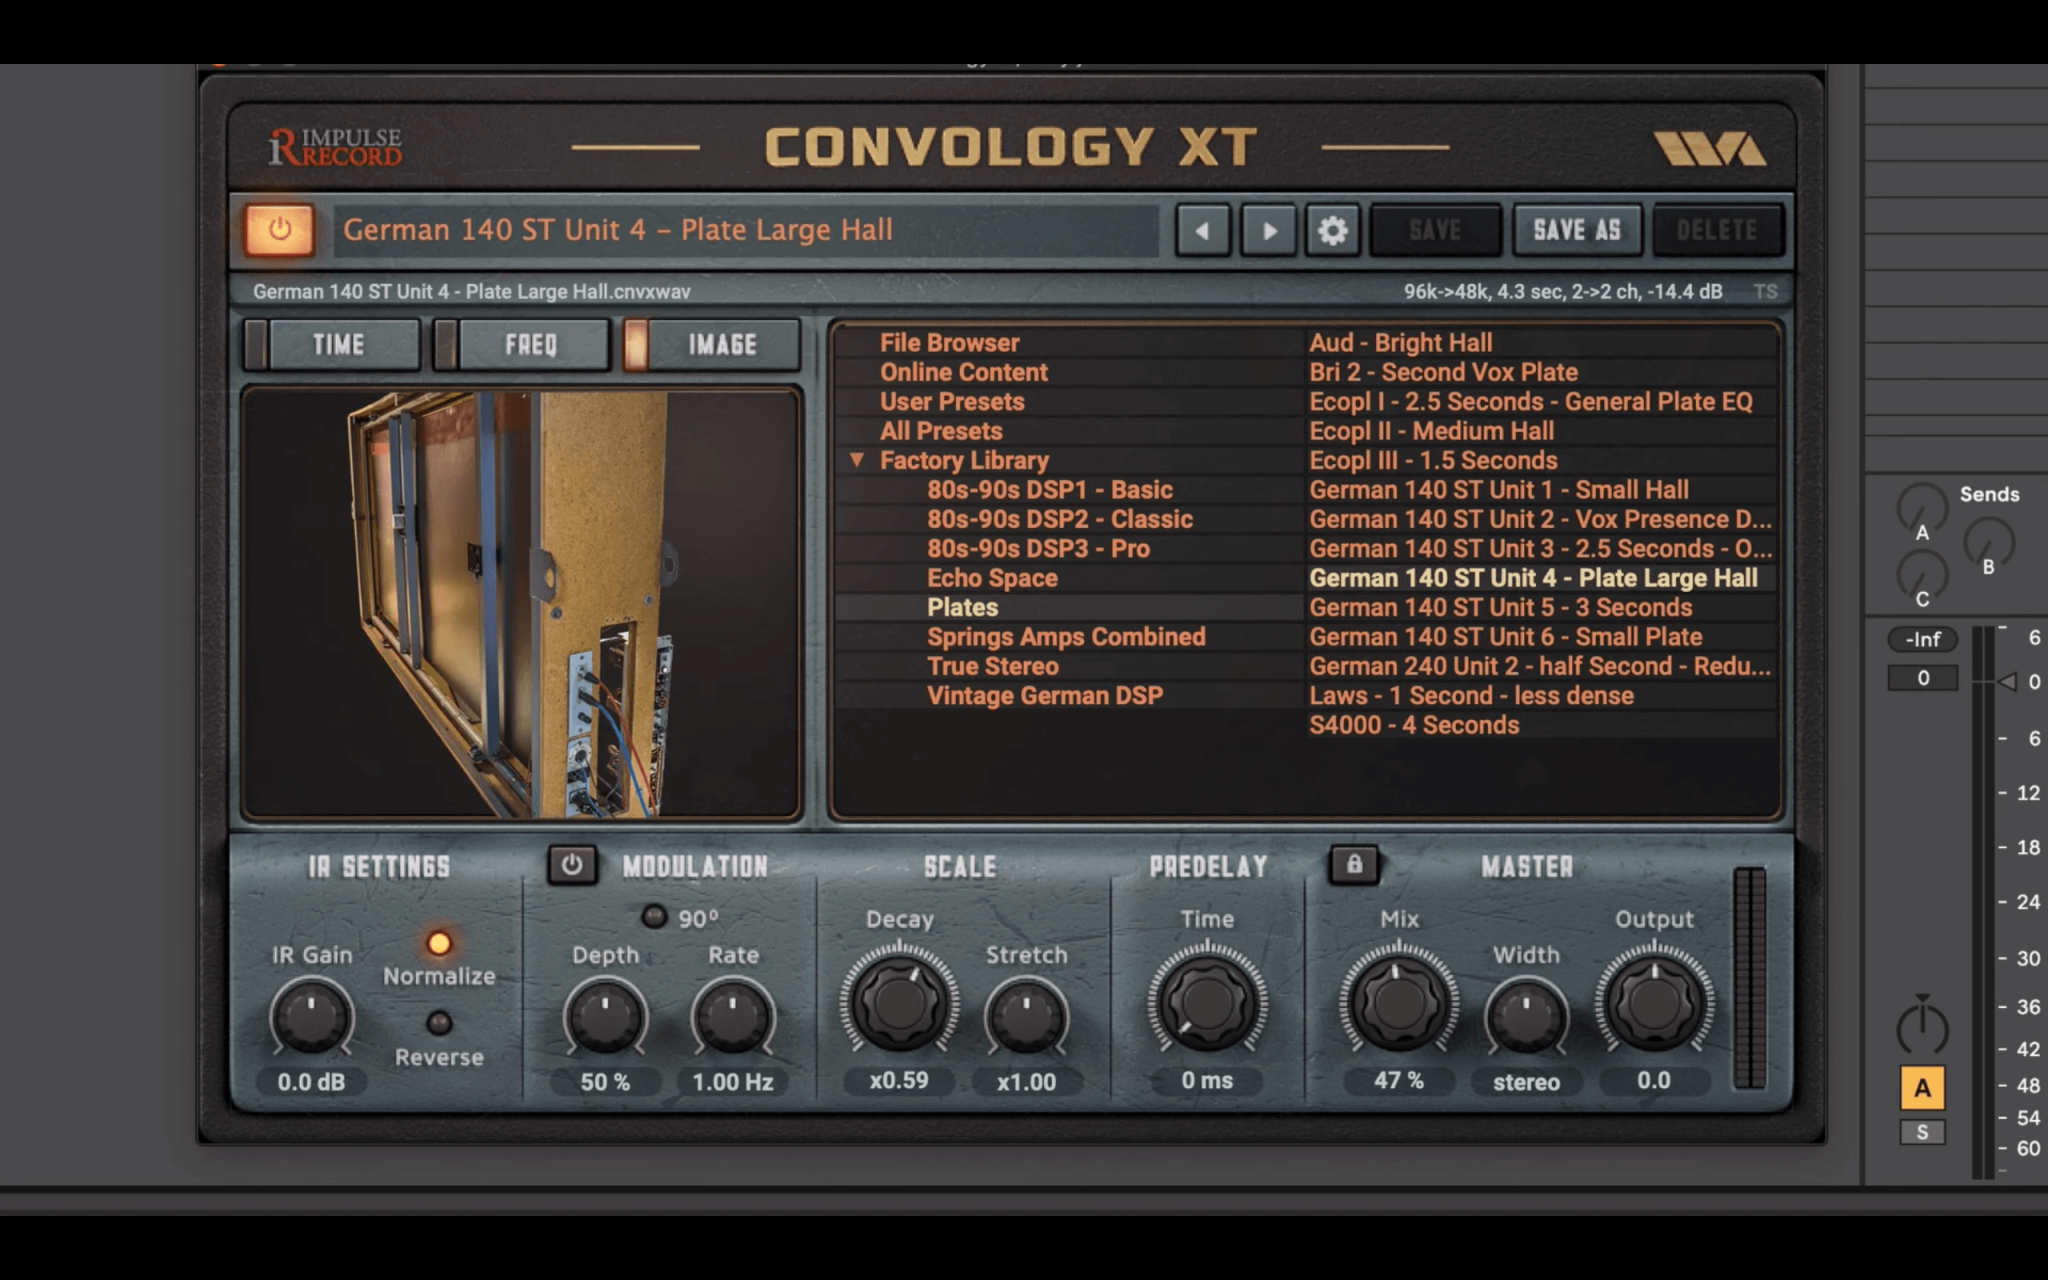 IMPULSE
RECORD
CONVOLOGY XT
German 140 ST Unit 4 – Plate Large Hall
SAVE
SAVE AS
DELETE
German 140 ST Unit 4 - Plate Large Hall.cnvxwav
96k->48k, 4.3 sec, 2->2 ch, -14.4 dB
TS
TIME
FREQ
IMAGE
File Browser
Online Content
User Presets
All Presets
▼ Factory Library
80s-90s DSP1 - Basic
80s-90s DSP2 - Classic
80s-90s DSP3 - Pro
Echo Space
Plates
Springs Amps Combined
True Stereo
Vintage German DSP
Aud - Bright Hall
Bri 2 - Second Vox Plate
Ecopl I - 2.5 Seconds - General Plate EQ
Ecopl II - Medium Hall
Ecopl III - 1.5 Seconds
German 140 ST Unit 1 - Small Hall
German 140 ST Unit 2 - Vox Presence D...
German 140 ST Unit 3 - 2.5 Seconds - O...
German 140 ST Unit 4 - Plate Large Hall
German 140 ST Unit 5 - 3 Seconds
German 140 ST Unit 6 - Small Plate
German 240 Unit 2 - half Second - Redu...
Laws - 1 Second - less dense
S4000 - 4 Seconds
IR SETTINGS
IR Gain
0.0 dB
Normalize
Reverse
MODULATION
90°
Depth
50 %
Rate
1.00 Hz
SCALE
Decay
x0.59
Stretch
x1.00
PREDELAY
Time
0 ms
MASTER
Mix
47 %
Width
stereo
Output
0.0
Sends
A
B
C
-Inf
0
6
0
6
12
18
24
30
36
42
48
54
60
A
S